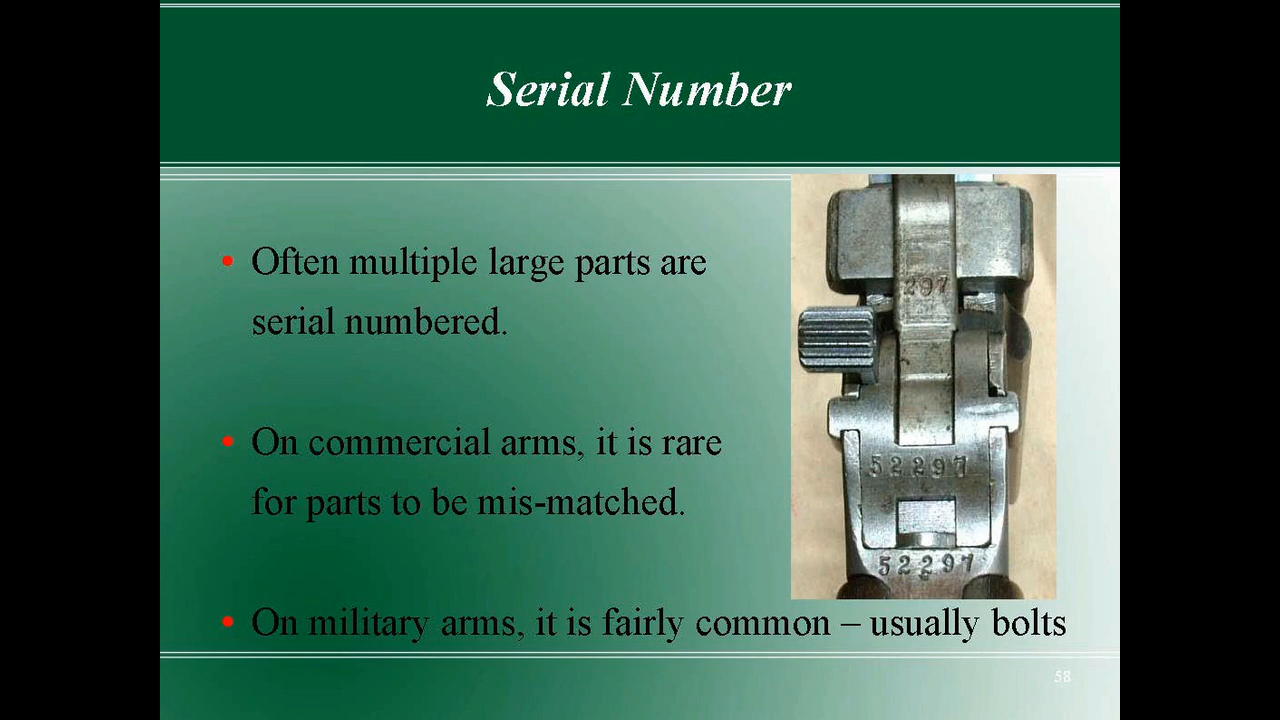 Serial Number
• Often multiple large parts are
serial numbered.
• On commercial arms, it is rare
for parts to be mis-matched.
• On military arms, it is fairly common – usually bolts
297
52297
52297
58